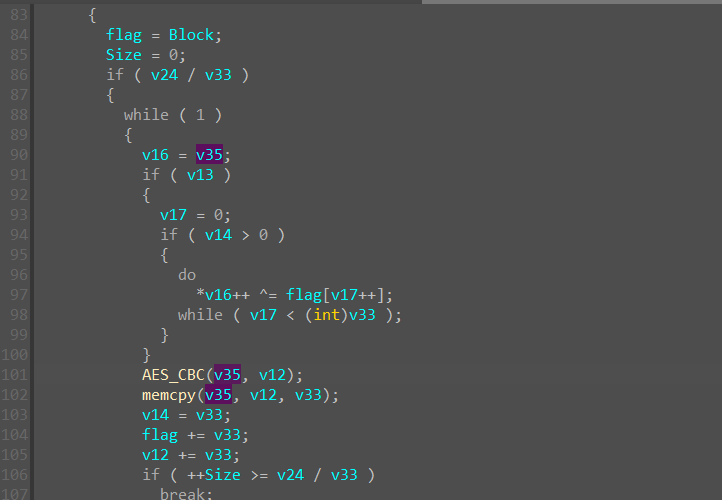 83 {
84 flag = Block;
85 Size = 0;
86 if ( v24 / v33 )
87 {
88 while ( 1 )
89 {
90 v16 = v35;
91 if ( v13 )
92 {
93 v17 = 0;
94 if ( v14 > 0 )
95 {
96 do
97 *v16++ ^= flag[v17++];
98 while ( v17 < (int)v33 );
99 }
100 }
101 AES_CBC(v35, v12);
102 memcpy(v35, v12, v33);
103 v14 = v33;
104 flag += v33;
105 v12 += v33;
106 if ( ++Size >= v24 / v33 )
107 break;